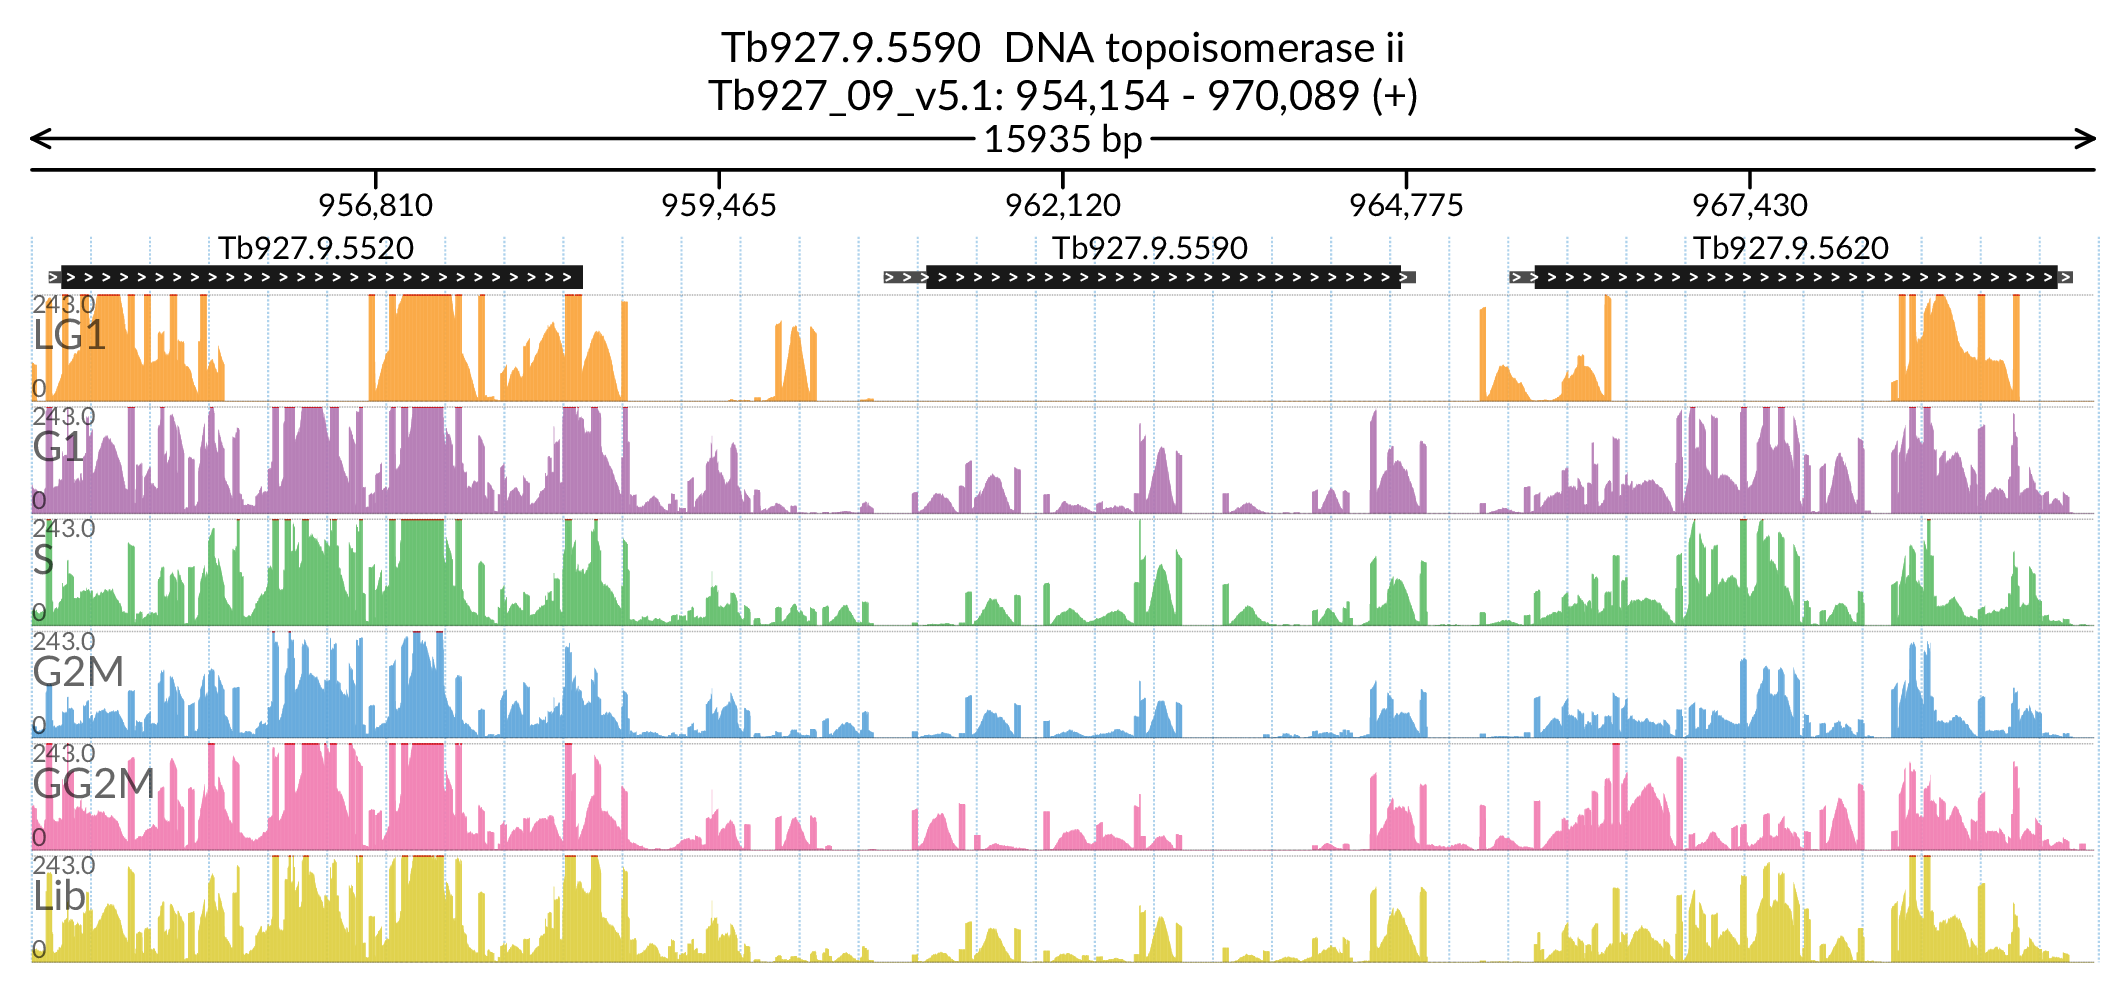 Tb927.9.5590  DNA topoisomerase ii
Tb927_09_v5.1: 954,154 - 970,089 (+)
15935 bp
956,810 959,465 962,120 964,775 967,430
Tb927.9.5520 Tb927.9.5590 Tb927.9.5620
243.0
LG1
0
243.0
G1
0
243.0
S
0
243.0
G2M
0
243.0
GG2M
0
243.0
Lib
0